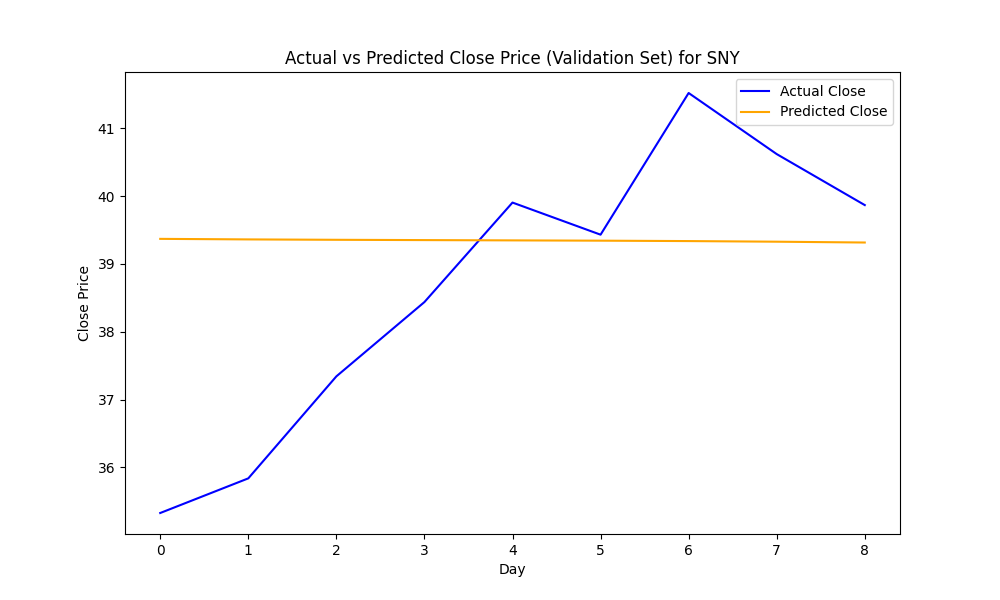 Actual vs Predicted Close Price (Validation Set) for SNY
Actual Close
Predicted Close
Close Price
41
40
39
38
37
36
0 1 2 3 4 5 6 7 8
Day